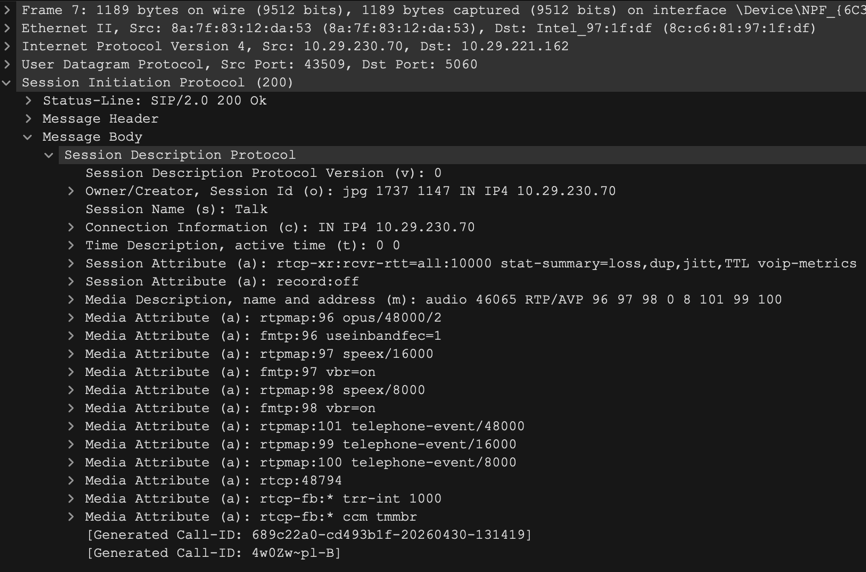 Frame 7: 1189 bytes on wire (9512 bits), 1189 bytes captured (9512 bits) on interface \Device\NPF_{6C3
Ethernet II, Src: 8a:7f:83:12:da:53 (8a:7f:83:12:da:53), Dst: Intel_97:1f:df (8c:c6:81:97:1f:df)
Internet Protocol Version 4, Src: 10.29.230.70, Dst: 10.29.221.162
User Datagram Protocol, Src Port: 43509, Dst Port: 5060
Session Initiation Protocol (200)
Status-Line: SIP/2.0 200 Ok
Message Header
Message Body
Session Description Protocol
Session Description Protocol Version (v): 0
Owner/Creator, Session Id (o): jpg 1737 1147 IN IP4 10.29.230.70
Session Name (s): Talk
Connection Information (c): IN IP4 10.29.230.70
Time Description, active time (t): 0 0
Session Attribute (a): rtcp-xr:rcvr-rtt=all:10000 stat-summary=loss,dup,jitt,TTL voip-metrics
Session Attribute (a): record:off
Media Description, name and address (m): audio 46065 RTP/AVP 96 97 98 0 8 101 99 100
Media Attribute (a): rtpmap:96 opus/48000/2
Media Attribute (a): fmtp:96 useinbandfec=1
Media Attribute (a): rtpmap:97 speex/16000
Media Attribute (a): fmtp:97 vbr=on
Media Attribute (a): rtpmap:98 speex/8000
Media Attribute (a): fmtp:98 vbr=on
Media Attribute (a): rtpmap:101 telephone-event/48000
Media Attribute (a): rtpmap:99 telephone-event/16000
Media Attribute (a): rtpmap:100 telephone-event/8000
Media Attribute (a): rtcp:48794
Media Attribute (a): rtcp-fb:* trr-int 1000
Media Attribute (a): rtcp-fb:* ccm tmmbr
[Generated Call-ID: 689c22a0-cd493b1f-20260430-131419]
[Generated Call-ID: 4w0Zw~pl-B]